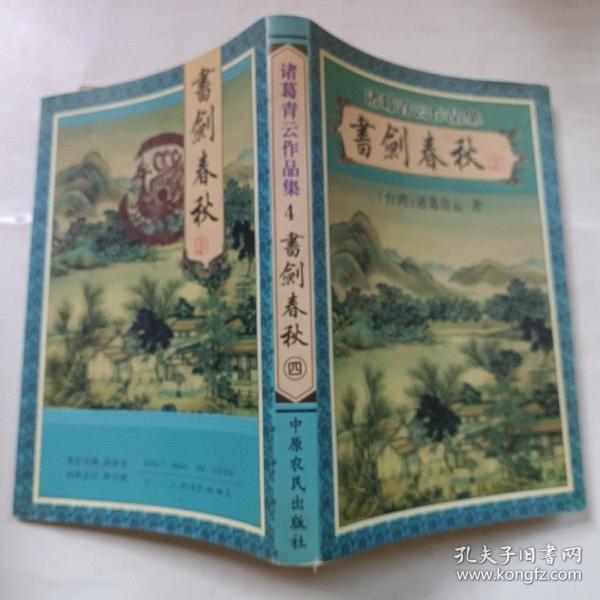 書劍春秋
诸葛青云作品集
4
書劍春秋
四
中原农民出版社
诸葛青云作品集
書劍春秋
(台湾)诸葛青云 著
孔夫子旧书网
www.kongfz.com